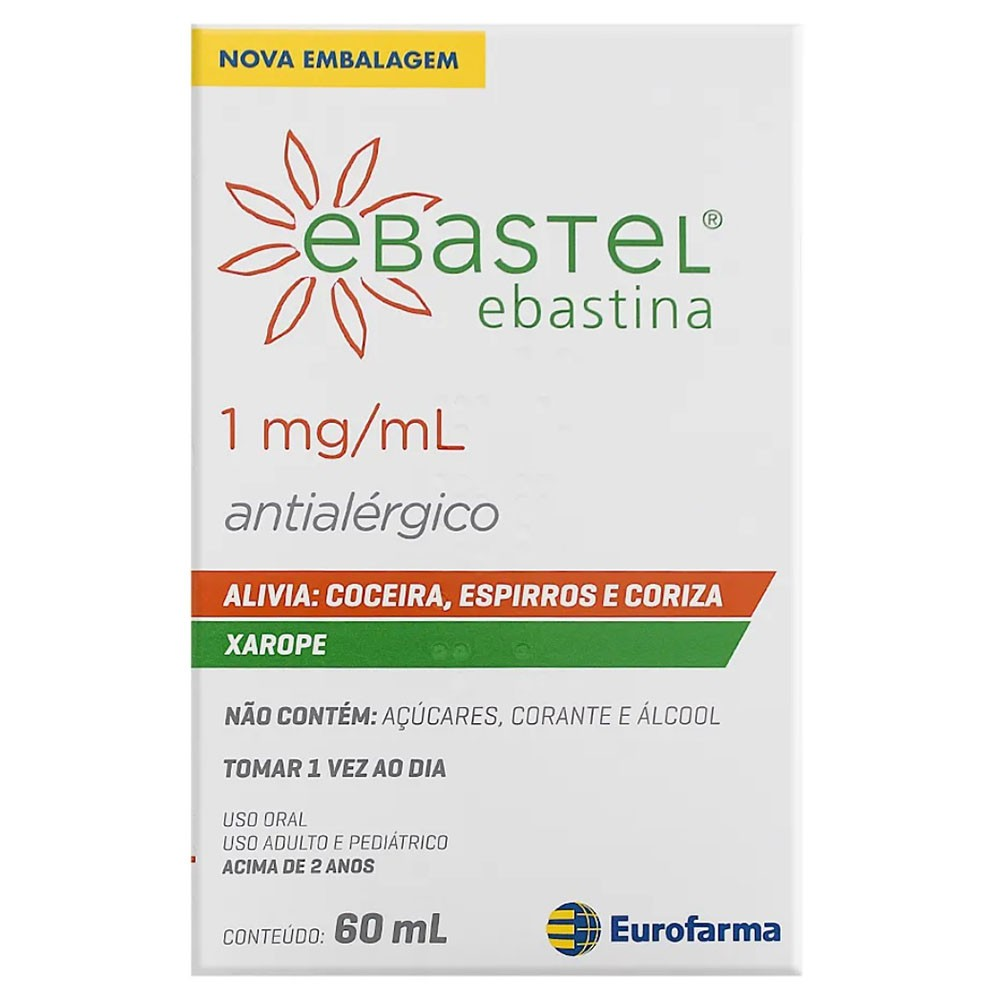 NOVA EMBALAGEM
eBaSTeL®
ebastina
1 mg/mL
antialérgico
ALIVIA: COCEIRA, ESPIRROS E CORIZA
XAROPE
NÃO CONTÉM: AÇÚCARES, CORANTE E ÁLCOOL
TOMAR 1 VEZ AO DIA
USO ORAL
USO ADULTO E PEDIÁTRICO
ACIMA DE 2 ANOS
CONTEÚDO: 60 mL
Eurofarma